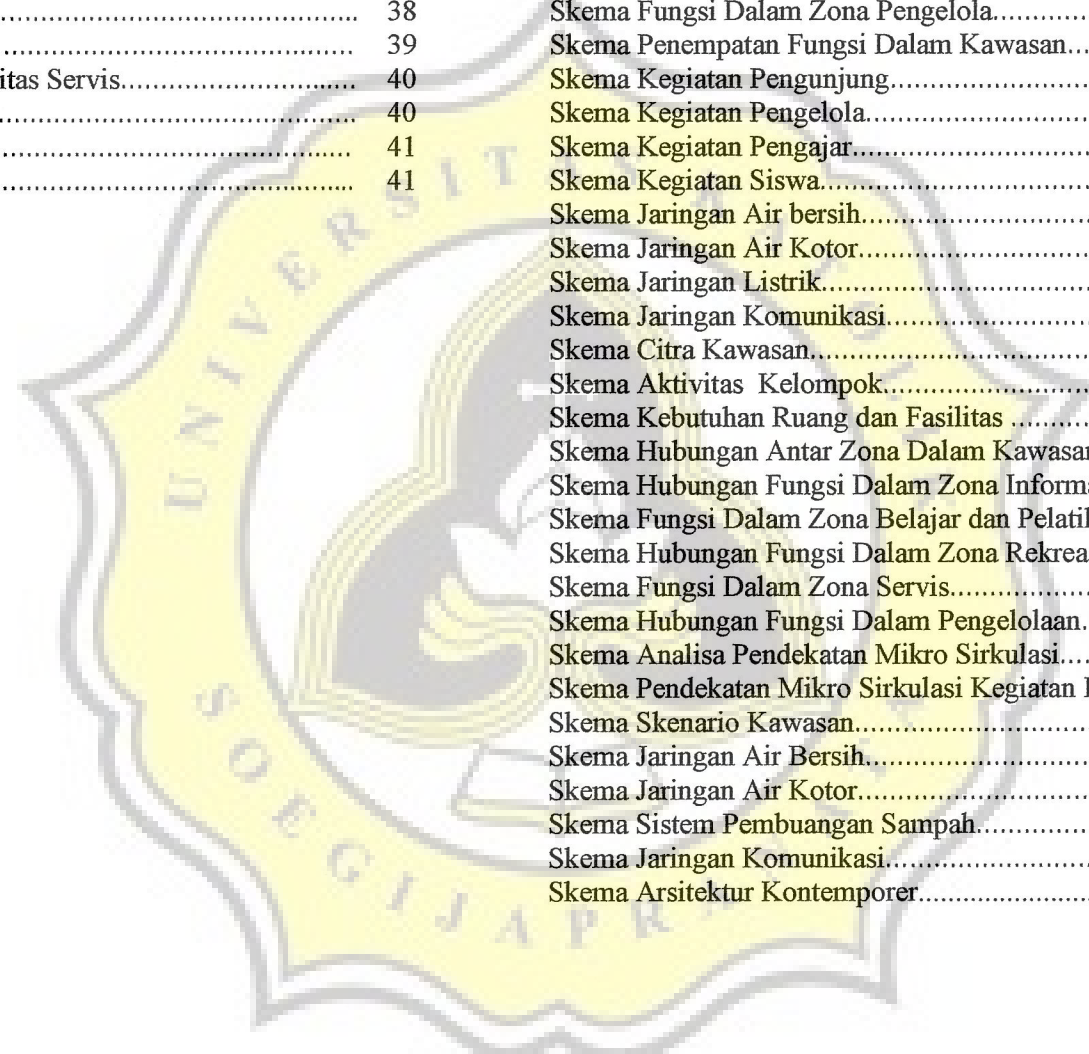 ........................................ 38
........................................ 39
itas Servis........................................ 40
........................................ 40
........................................ 41
........................................ 41
Skema Fungsi Dalam Zona Pengelola.............
Skema Penempatan Fungsi Dalam Kawasan...
Skema Kegiatan Pengunjung.........................
Skema Kegiatan Pengelola............................
Skema Kegiatan Pengajar..............................
Skema Kegiatan Siswa..................................
Skema Jaringan Air bersih.............................
Skema Jaringan Air Kotor..............................
Skema Jaringan Listrik..................................
Skema Jaringan Komunikasi..........................
Skema Citra Kawasan....................................
Skema Aktivitas Kelompok...........................
Skema Kebutuhan Ruang dan Fasilitas ..........
Skema Hubungan Antar Zona Dalam Kawasan
Skema Hubungan Fungsi Dalam Zona Informa
Skema Fungsi Dalam Zona Belajar dan Pelatih
Skema Hubungan Fungsi Dalam Zona Rekrea
Skema Fungsi Dalam Zona Servis..................
Skema Hubungan Fungsi Dalam Pengelolaan.
Skema Analisa Pendekatan Mikro Sirkulasi....
Skema Pendekatan Mikro Sirkulasi Kegiatan
Skema Skenario Kawasan..............................
Skema Jaringan Air Bersih.............................
Skema Jaringan Air Kotor..............................
Skema Sistem Pembuangan Sampah...............
Skema Jaringan Komunikasi..........................
Skema Arsitektur Kontemporer......................
UNIVERSITAS KATOLIK
SOEGIJAPRANATA